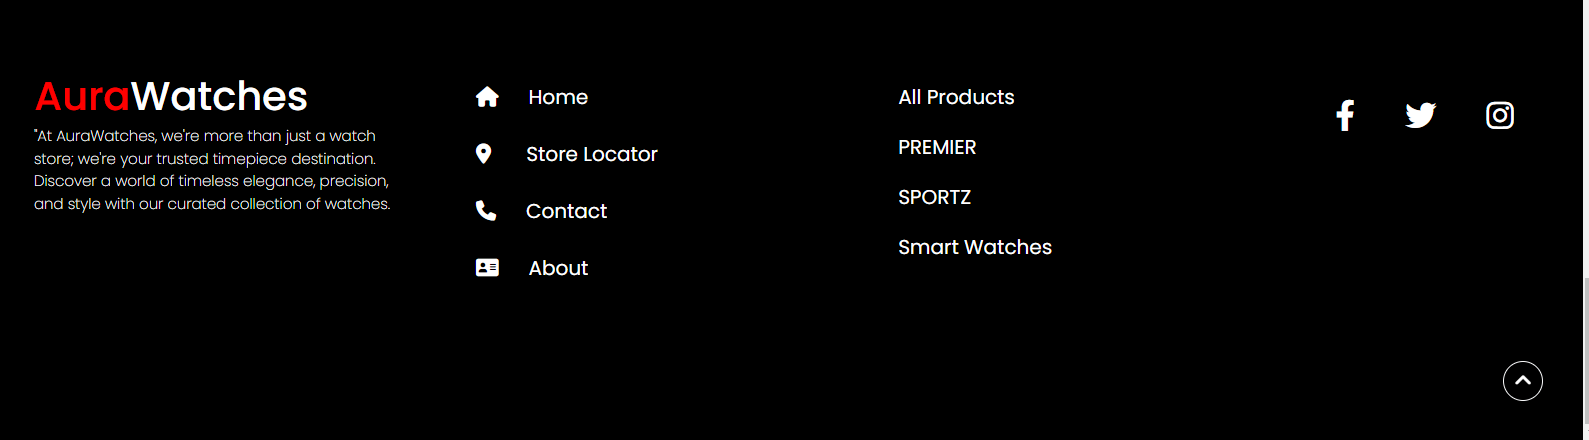 AuraWatches
"At AuraWatches, we're more than just a watch
store; we're your trusted timepiece destination.
Discover a world of timeless elegance, precision,
and style with our curated collection of watches.
Home
Store Locator
Contact
About
All Products
PREMIER
SPORTZ
Smart Watches